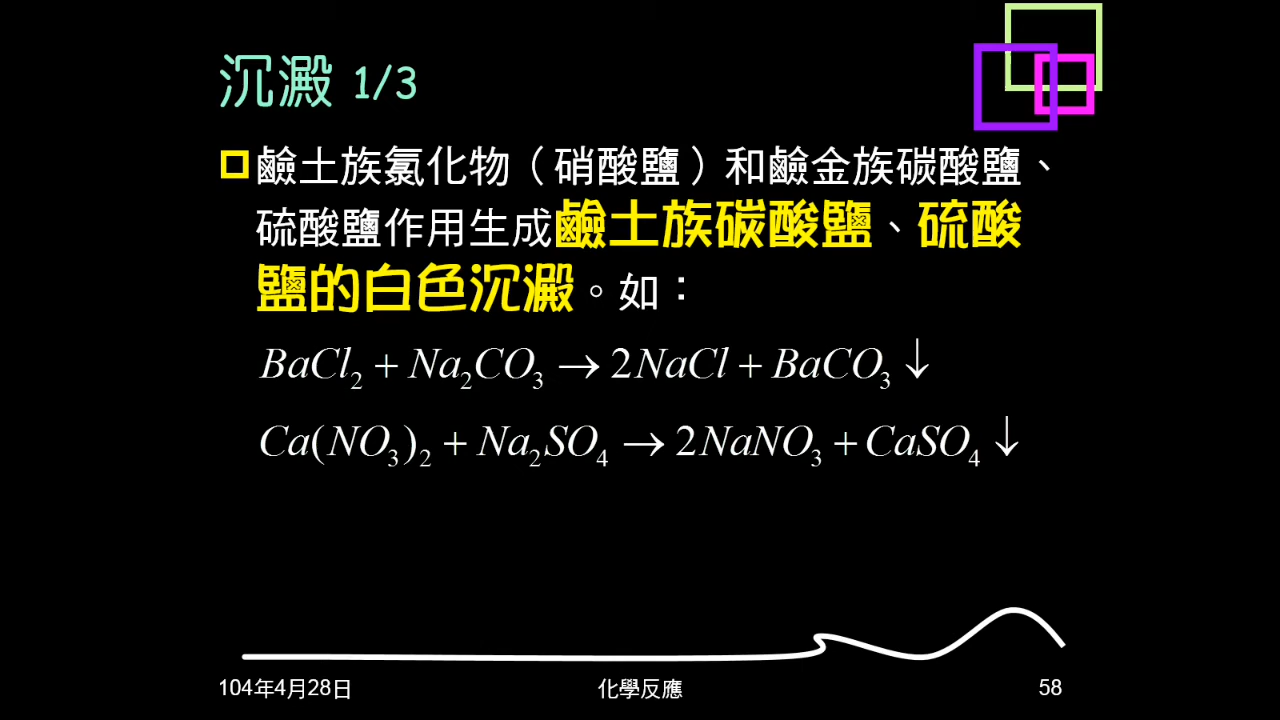 沉澱 1/3
鹼土族氯化物（硝酸鹽）和鹼金族碳酸鹽、
硫酸鹽作用生成鹼土族碳酸鹽、硫酸
鹽的白色沉澱。如：
BaCl₂ + Na₂CO₃ → 2NaCl + BaCO₃ ↓
Ca(NO₃)₂ + Na₂SO₄ → 2NaNO₃ + CaSO₄ ↓
104年4月28日
化學反應
58